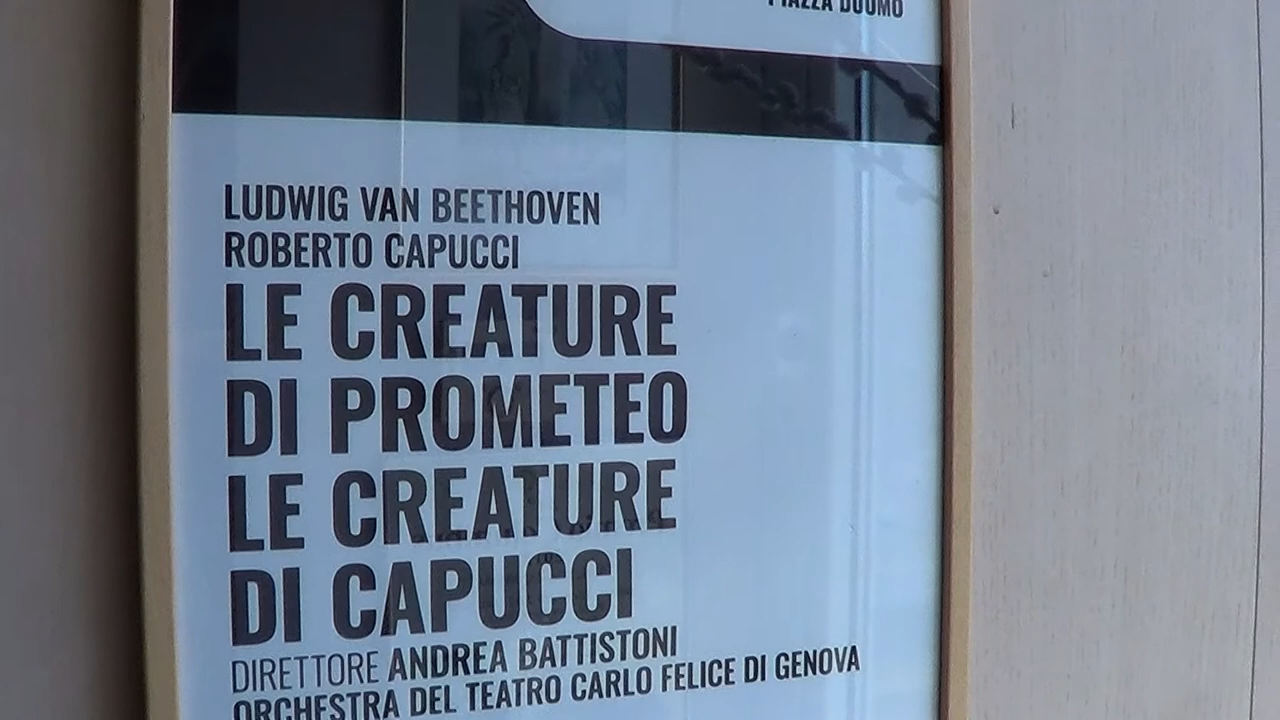 PIAZZA DUOMO
LUDWIG VAN BEETHOVEN
ROBERTO CAPUCCI
LE CREATURE
DI PROMETEO
LE CREATURE
DI CAPUCCI
DIRETTORE ANDREA BATTISTONI
ORCHESTRA DEL TEATRO CARLO FELICE DI GENOVA